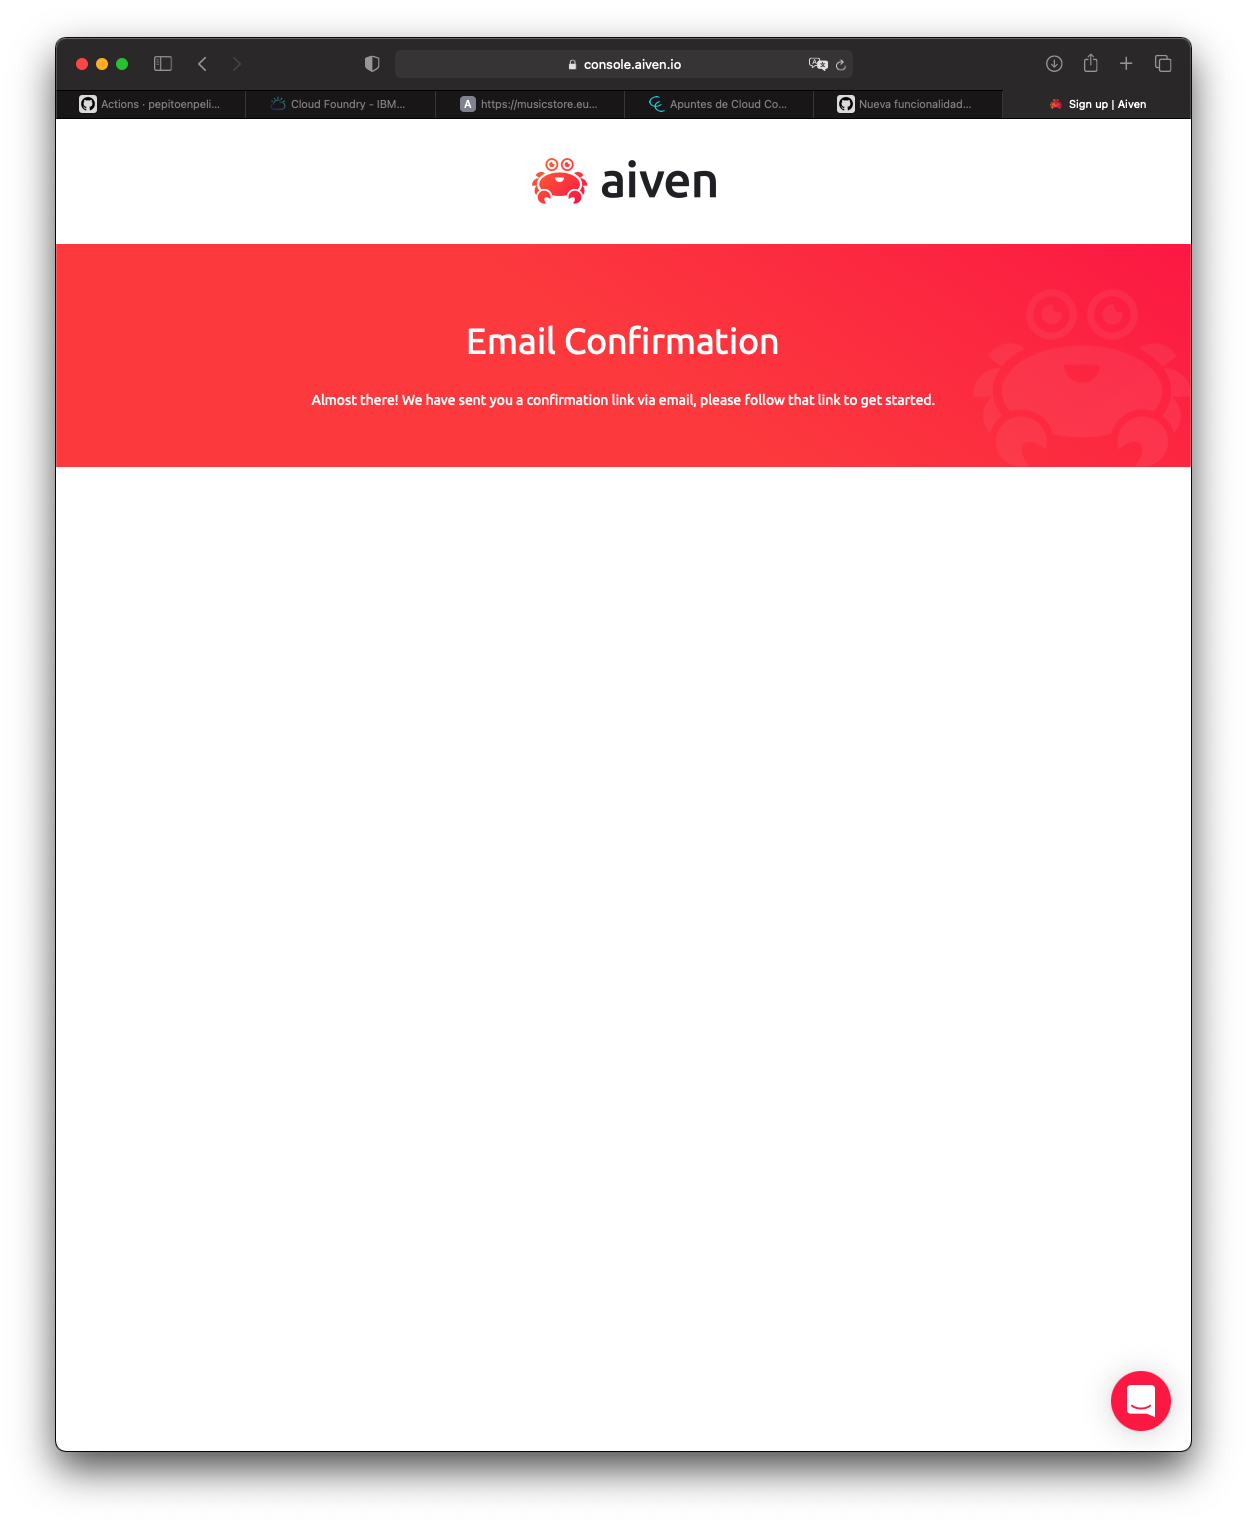 console.aiven.io
Actions · pepitoenpeli...
Cloud Foundry - IBM...
A https://musicstore.eu...
Apuntes de Cloud Co...
Nueva funcionalidad...
Sign up | Aiven
aiven
Email Confirmation
Almost there! We have sent you a confirmation link via email, please follow that link to get started.